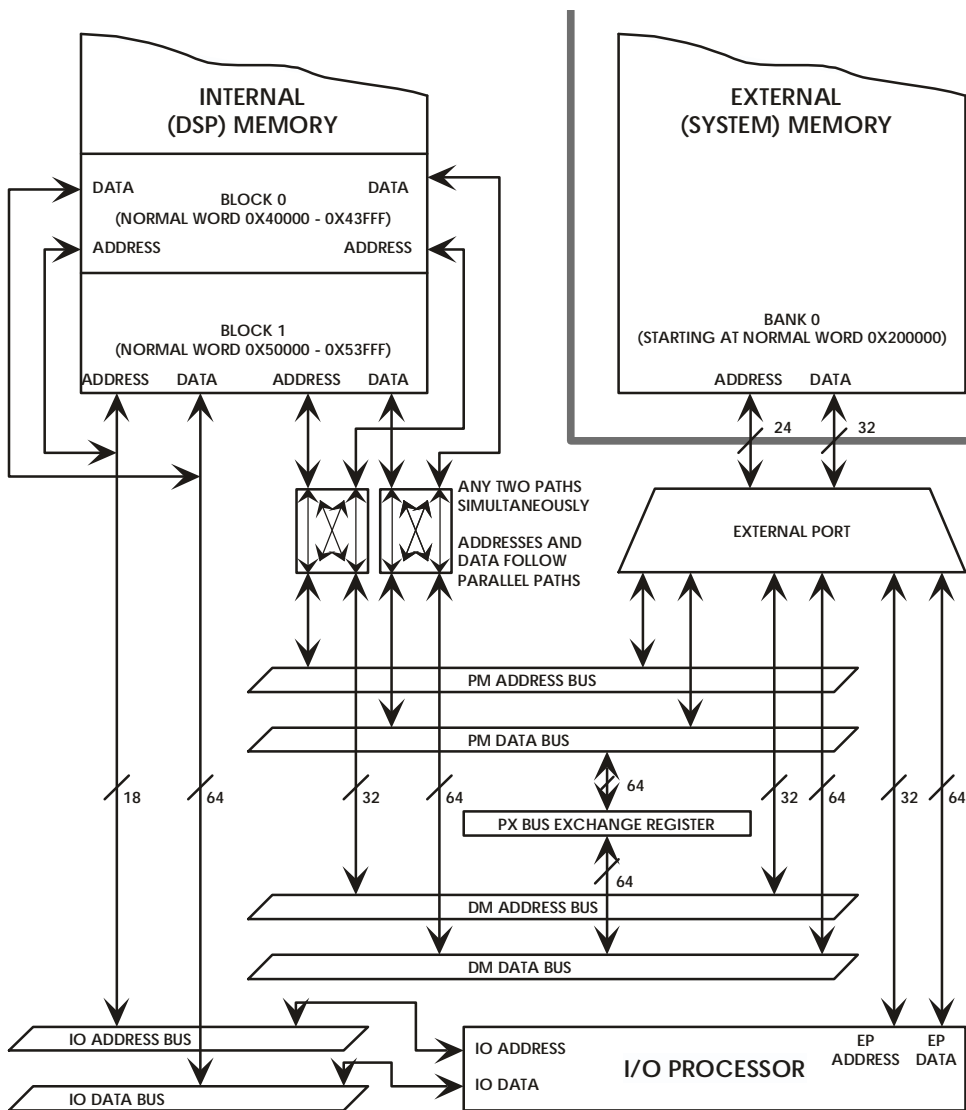 INTERNAL
(DSP) MEMORY
EXTERNAL
(SYSTEM) MEMORY
DATA
DATA
BLOCK 0
(NORMAL WORD 0X40000 - 0X43FFF)
ADDRESS
ADDRESS
BLOCK 1
(NORMAL WORD 0X50000 - 0X53FFF)
ADDRESS
DATA
ADDRESS
DATA
BANK 0
(STARTING AT NORMAL WORD 0X200000)
ADDRESS
DATA
24
32
ANY TWO PATHS
SIMULTANEOUSLY
ADDRESSES AND
DATA FOLLOW
PARALLEL PATHS
EXTERNAL PORT
PM ADDRESS BUS
PM DATA BUS
18
64
32
64
64
32
64
32
64
PX BUS EXCHANGE REGISTER
64
DM ADDRESS BUS
DM DATA BUS
IO ADDRESS BUS
IO DATA BUS
IO ADDRESS
IO DATA
I/O PROCESSOR
EP
ADDRESS
EP
DATA